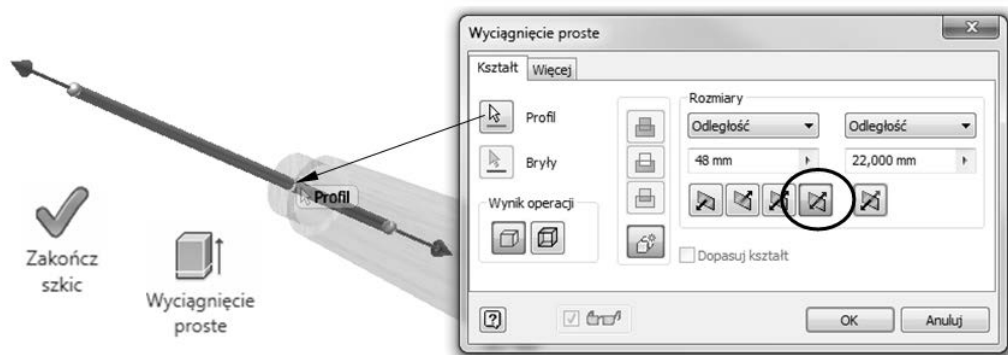 Wyciągnięcie proste
Kształt Więcej
Profil
Bryły
Wynik operacji
Rozmiary
Odległość Odległość
48 mm 22,000 mm
Dopasuj kształt
OK Anuluj
Profil
Zakończ
szkic
Wyciągnięcie
proste